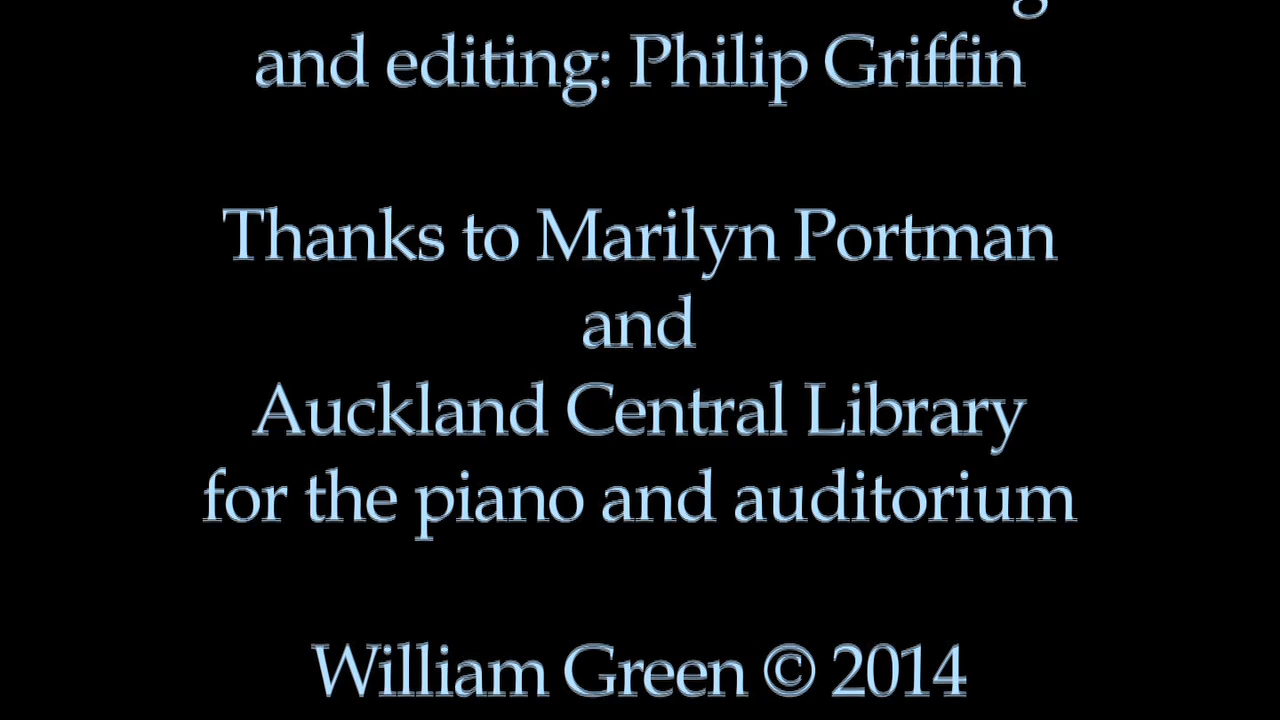 and editing: Philip Griffin
Thanks to Marilyn Portman
and
Auckland Central Library
for the piano and auditorium
William Green © 2014